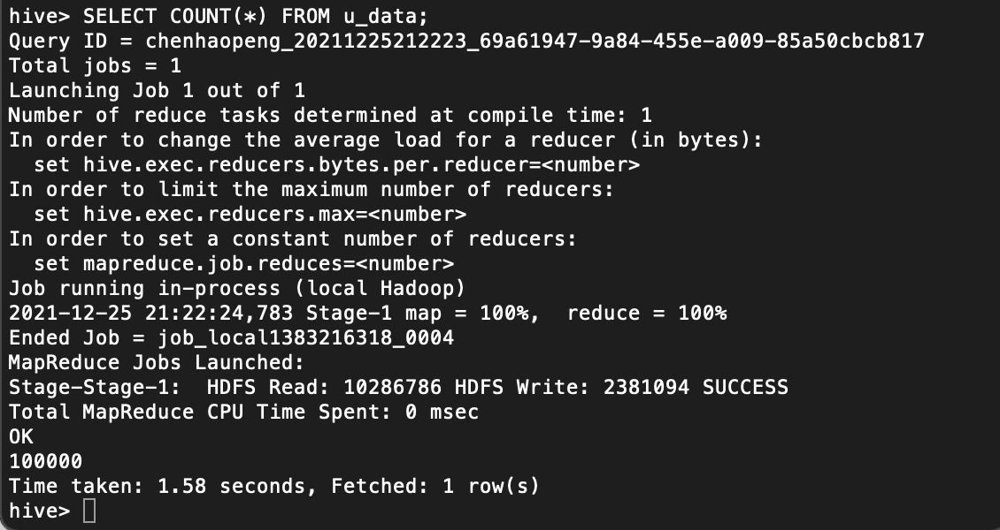 hive> SELECT COUNT(*) FROM u_data;
Query ID = chenhaopeng_20211225212223_69a61947-9a84-455e-a009-85a50cbcb817
Total jobs = 1
Launching Job 1 out of 1
Number of reduce tasks determined at compile time: 1
In order to change the average load for a reducer (in bytes):
  set hive.exec.reducers.bytes.per.reducer=<number>
In order to limit the maximum number of reducers:
  set hive.exec.reducers.max=<number>
In order to set a constant number of reducers:
  set mapreduce.job.reduces=<number>
Job running in-process (local Hadoop)
2021-12-25 21:22:24,783 Stage-1 map = 100%,  reduce = 100%
Ended Job = job_local1383216318_0004
MapReduce Jobs Launched:
Stage-Stage-1:  HDFS Read: 10286786 HDFS Write: 2381094 SUCCESS
Total MapReduce CPU Time Spent: 0 msec
OK
100000
Time taken: 1.58 seconds, Fetched: 1 row(s)
hive>